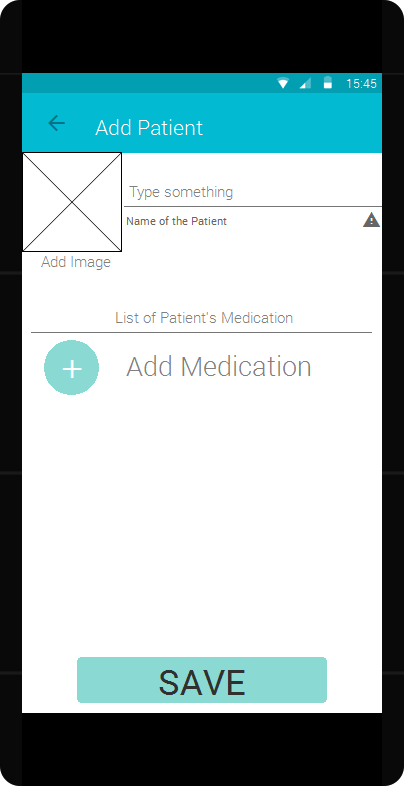 15:45
Add Patient
Type something
Name of the Patient
Add Image
List of Patient's Medication
Add Medication
SAVE